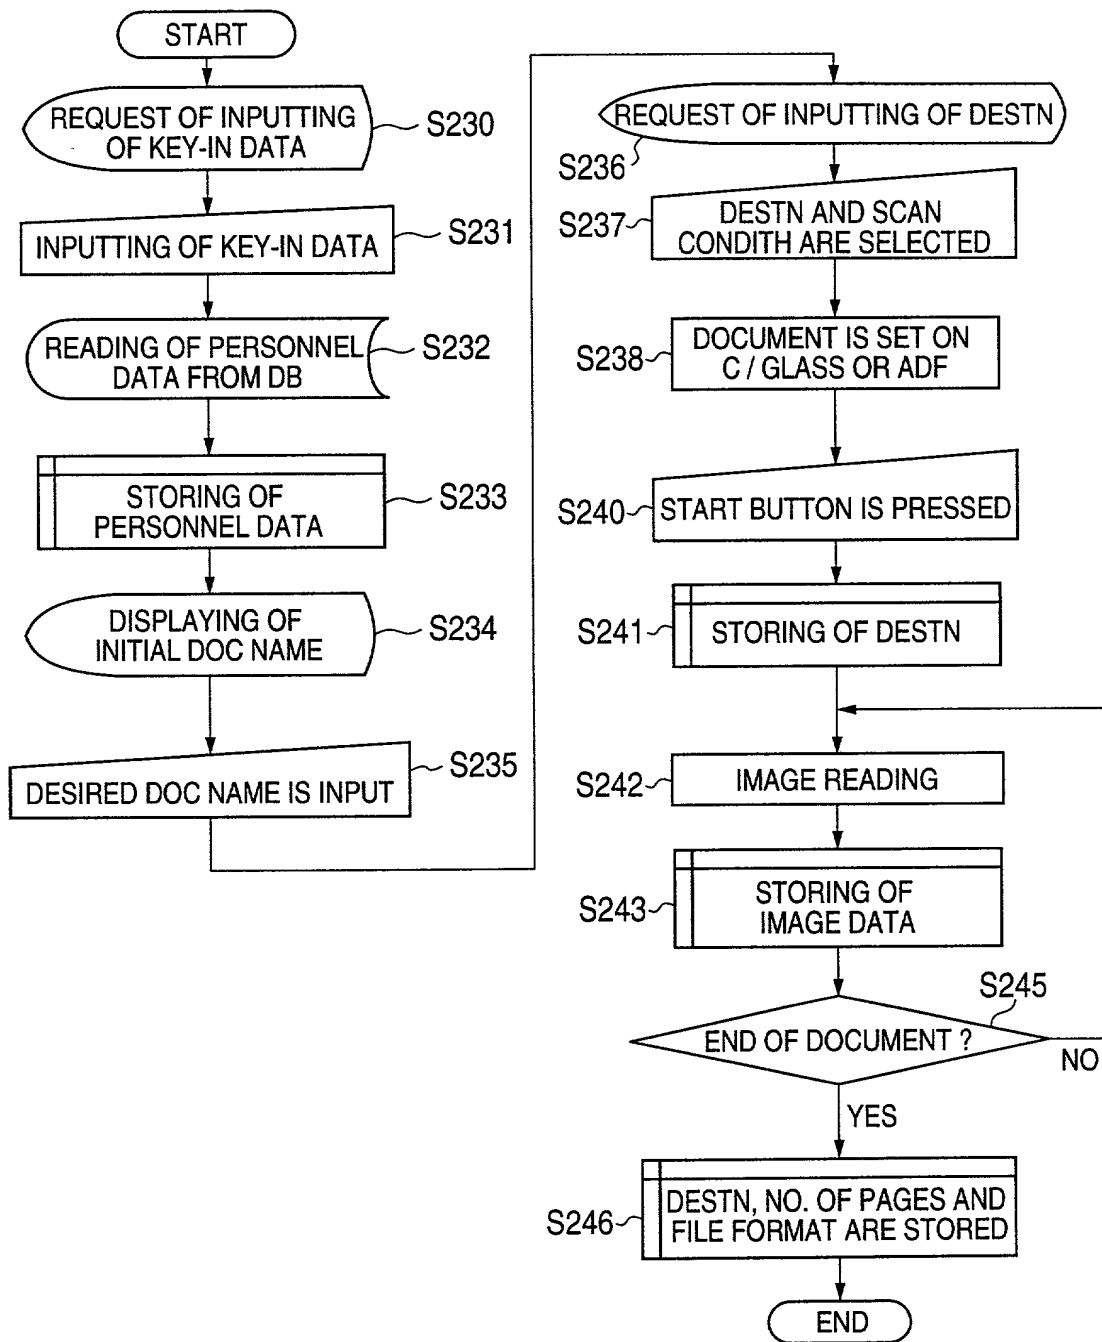 START
REQUEST OF INPUTTING
OF KEY-IN DATA
S230
INPUTTING OF KEY-IN DATA
S231
READING OF PERSONNEL
DATA FROM DB
S232
STORING OF
PERSONNEL DATA
S233
DISPLAYING OF
INITIAL DOC NAME
S234
DESIRED DOC NAME IS INPUT
S235
REQUEST OF INPUTTING OF DESTN
S236
DESTN AND SCAN
CONDITH ARE SELECTED
S237
DOCUMENT IS SET ON
C / GLASS OR ADF
S238
START BUTTON IS PRESSED
S240
STORING OF DESTN
S241
IMAGE READING
S242
STORING OF
IMAGE DATA
S243
END OF DOCUMENT ?
S245
NO
YES
DESTN, NO. OF PAGES AND
FILE FORMAT ARE STORED
S246
END